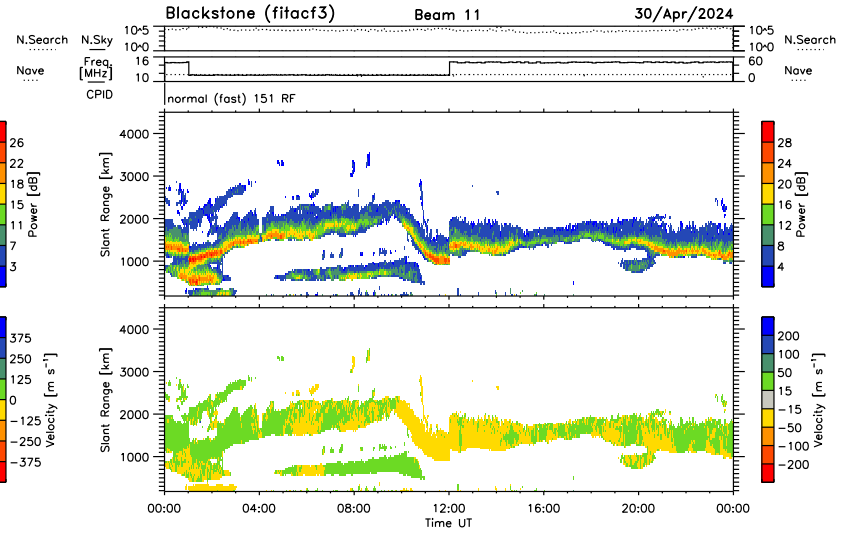 Blackstone (fitacf3) Beam 11 30/Apr/2024
N.Search N.Sky 10^5 10^0 10^5 10^0 N.Search
Nave Freq. [MHz] 16 10 60 0 Nave
CPID normal (fast) 151 RF
Power [dB] 26 22 18 15 11 7 3
Slant Range [km] 4000 3000 2000 1000
28 24 20 16 12 8 4 Power [dB]
375 250 125 0 −125 −250 −375 Velocity [m s⁻¹]
Slant Range [km] 4000 3000 2000 1000
200 100 50 15 −15 −50 −100 −200 Velocity [m s⁻¹]
00:00 04:00 08:00 12:00 16:00 20:00 00:00
Time UT